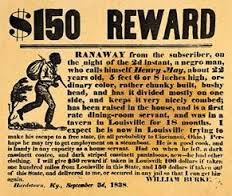 $150 REWARD
RANAWAY from the subscriber, on
the night of the 2d instant, a negro man,
who calls himself Henry May, about 22
years old, 5 feet 6 or 8 inches high, or-
dinary color, rather chunky built, bushy
head, and has it divided mostly on one
side, and keeps it very nicely combed;
has been raised in the house, and is a first
rate dining-room servant, and was in a
tavern in Louisville for 18 months. I
expect he is now in Louisville trying to
make his escape to a free state, (in all probability to Cincinnati, Ohio.) Per-
haps he may try to get employment on a steamboat. He is a good cook, and
is handy in any capacity as a house servant. Had on when he left, a dark
cassinett coatee, and dark striped cassinett pantaloons, new--he had other
clothing. I will give $50 reward if taken in Louisville; 100 dollars if taken
one hundred miles from Louisville in this State, and 150 dollars if taken out of
this State, and delivered to me, or secured in any jail so that I can get him
again. WILLIAM BURKE.
Bardstown, Ky., September 3d, 1838.